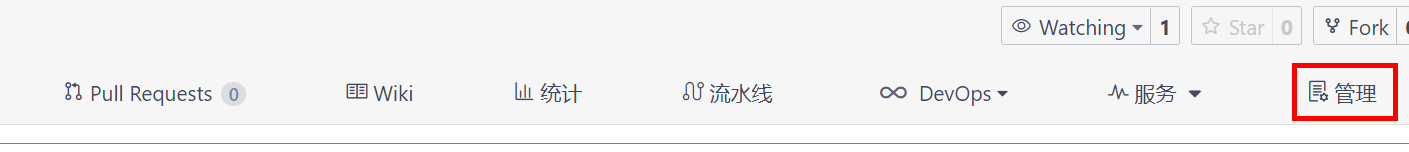 Watching 1 Star 0 Fork
Pull Requests 0 Wiki 统计 流水线 DevOps 服务 管理